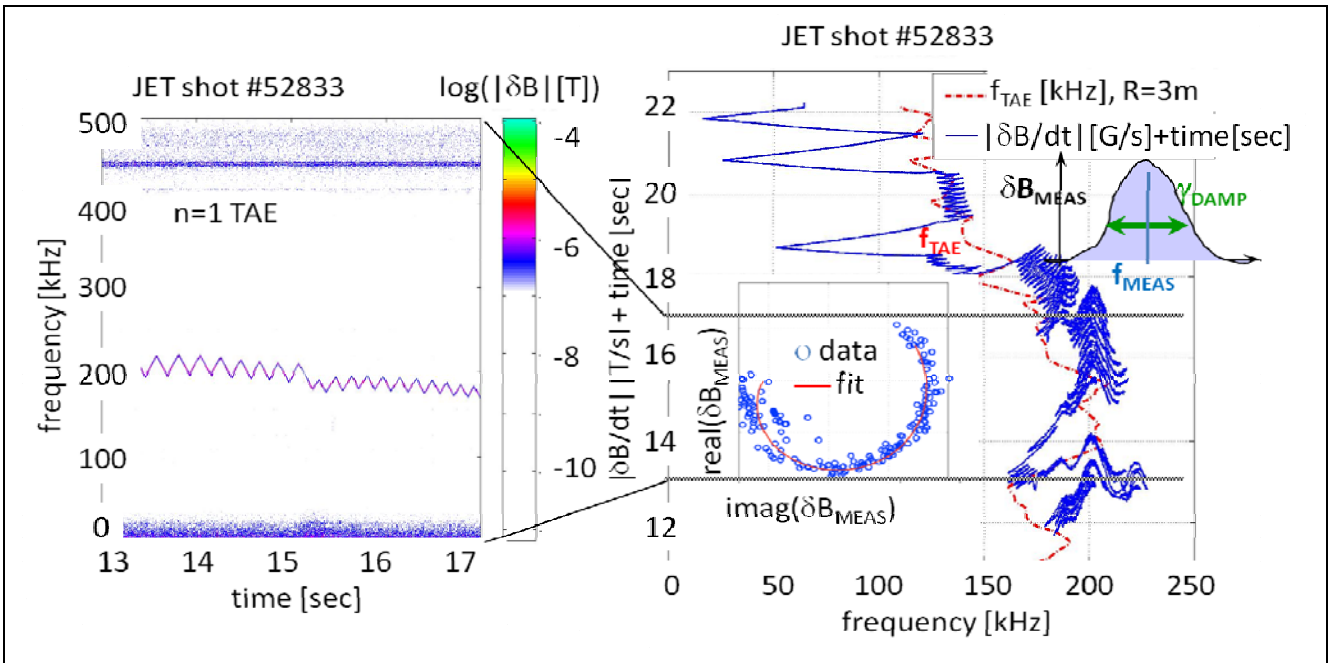 JET shot #52833
log(|δB|[T])
500
400
300
200
100
0
frequency [kHz]
n=1 TAE
13
14
15
16
17
time [sec]
-4
-6
-8
-10
JET shot #52833
f_TAE [kHz], R=3m
|δB/dt| [G/s]+time[sec]
δB_MEAS
γ_DAMP
f_MEAS
f_TAE
|δB/dt| [T/s] + time [sec]
22
20
18
16
14
12
data
fit
real(δB_MEAS)
imag(δB_MEAS)
0
50
100
150
200
250
frequency [kHz]